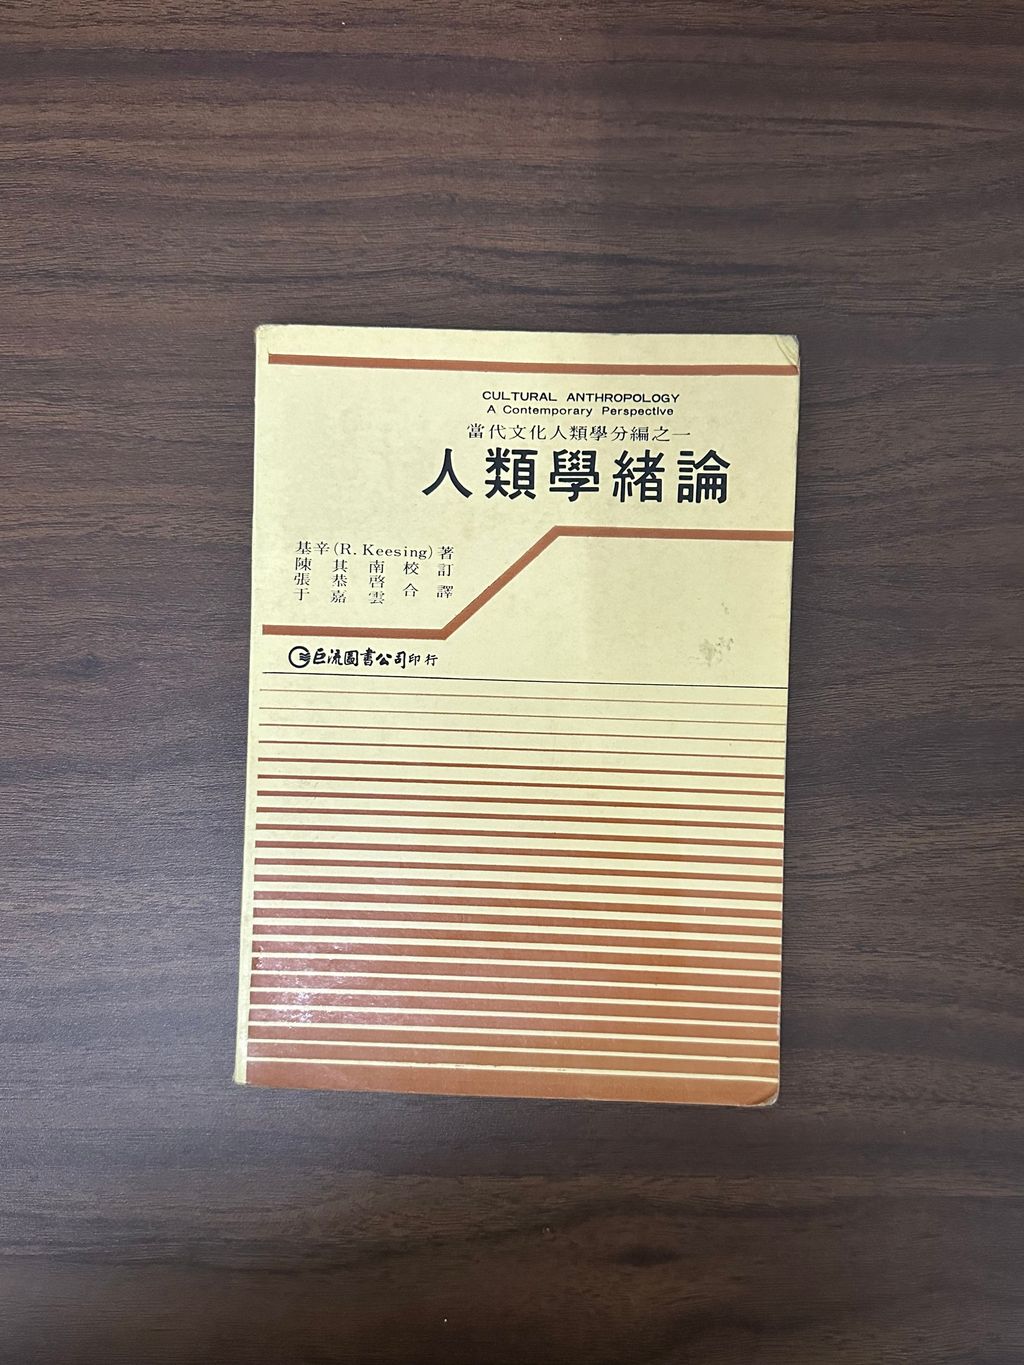 CULTURAL ANTHROPOLOGY
A Contemporary Perspective
當代文化人類學分編之一
人類學緒論
基辛(R. Keesing)著
陳其南校訂
張恭啓
于嘉雲合譯
巨流圖書公司印行